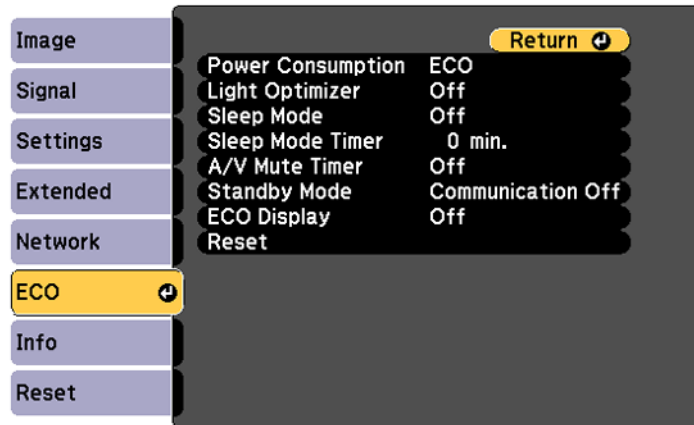 Image
Signal
Settings
Extended
Network
ECO
Info
Reset
Return
Power Consumption ECO
Light Optimizer Off
Sleep Mode Off
Sleep Mode Timer 0 min.
A/V Mute Timer Off
Standby Mode Communication Off
ECO Display Off
Reset